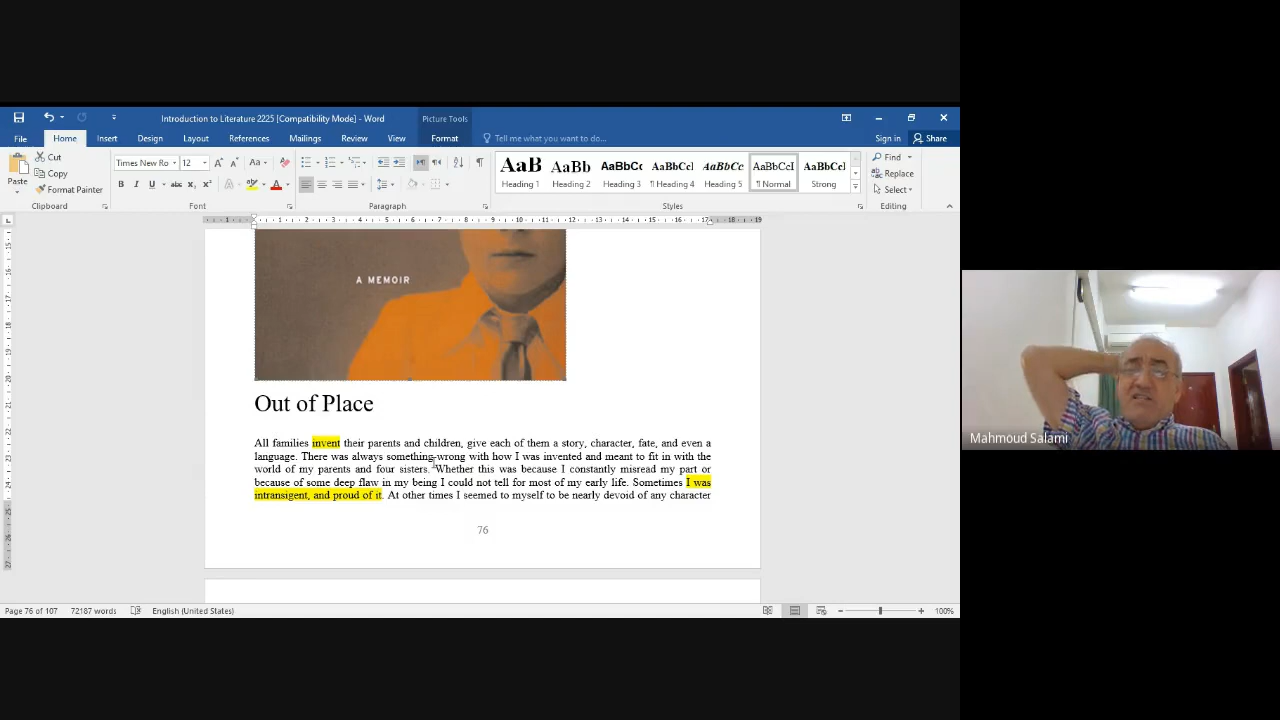 Introduction to Literature 2225 [Compatibility Mode] - Word
Picture Tools
File
Home
Insert
Design
Layout
References
Mailings
Review
View
Format
Tell me what you want to do...
Sign in
Share
Paste
Cut
Copy
Format Painter
Clipboard
Times New Ro
12
Font
Paragraph
AaB
Heading 1
AaBb
Heading 2
AaBbCc
Heading 3
AaBbCcl
¶ Heading 4
AaBbCc
Heading 5
AaBbCcI
¶ Normal
AaBbCcl
Strong
Styles
Find
Replace
Select
Editing
A MEMOIR
Out of Place
All families invent their parents and children, give each of them a story, character, fate, and even a
language. There was always something wrong with how I was invented and meant to fit in with the
world of my parents and four sisters. Whether this was because I constantly misread my part or
because of some deep flaw in my being I could not tell for most of my early life. Sometimes I was
intransigent, and proud of it. At other times I seemed to myself to be nearly devoid of any character
76
Page 76 of 107
72187 words
English (United States)
100%
Mahmoud Salami